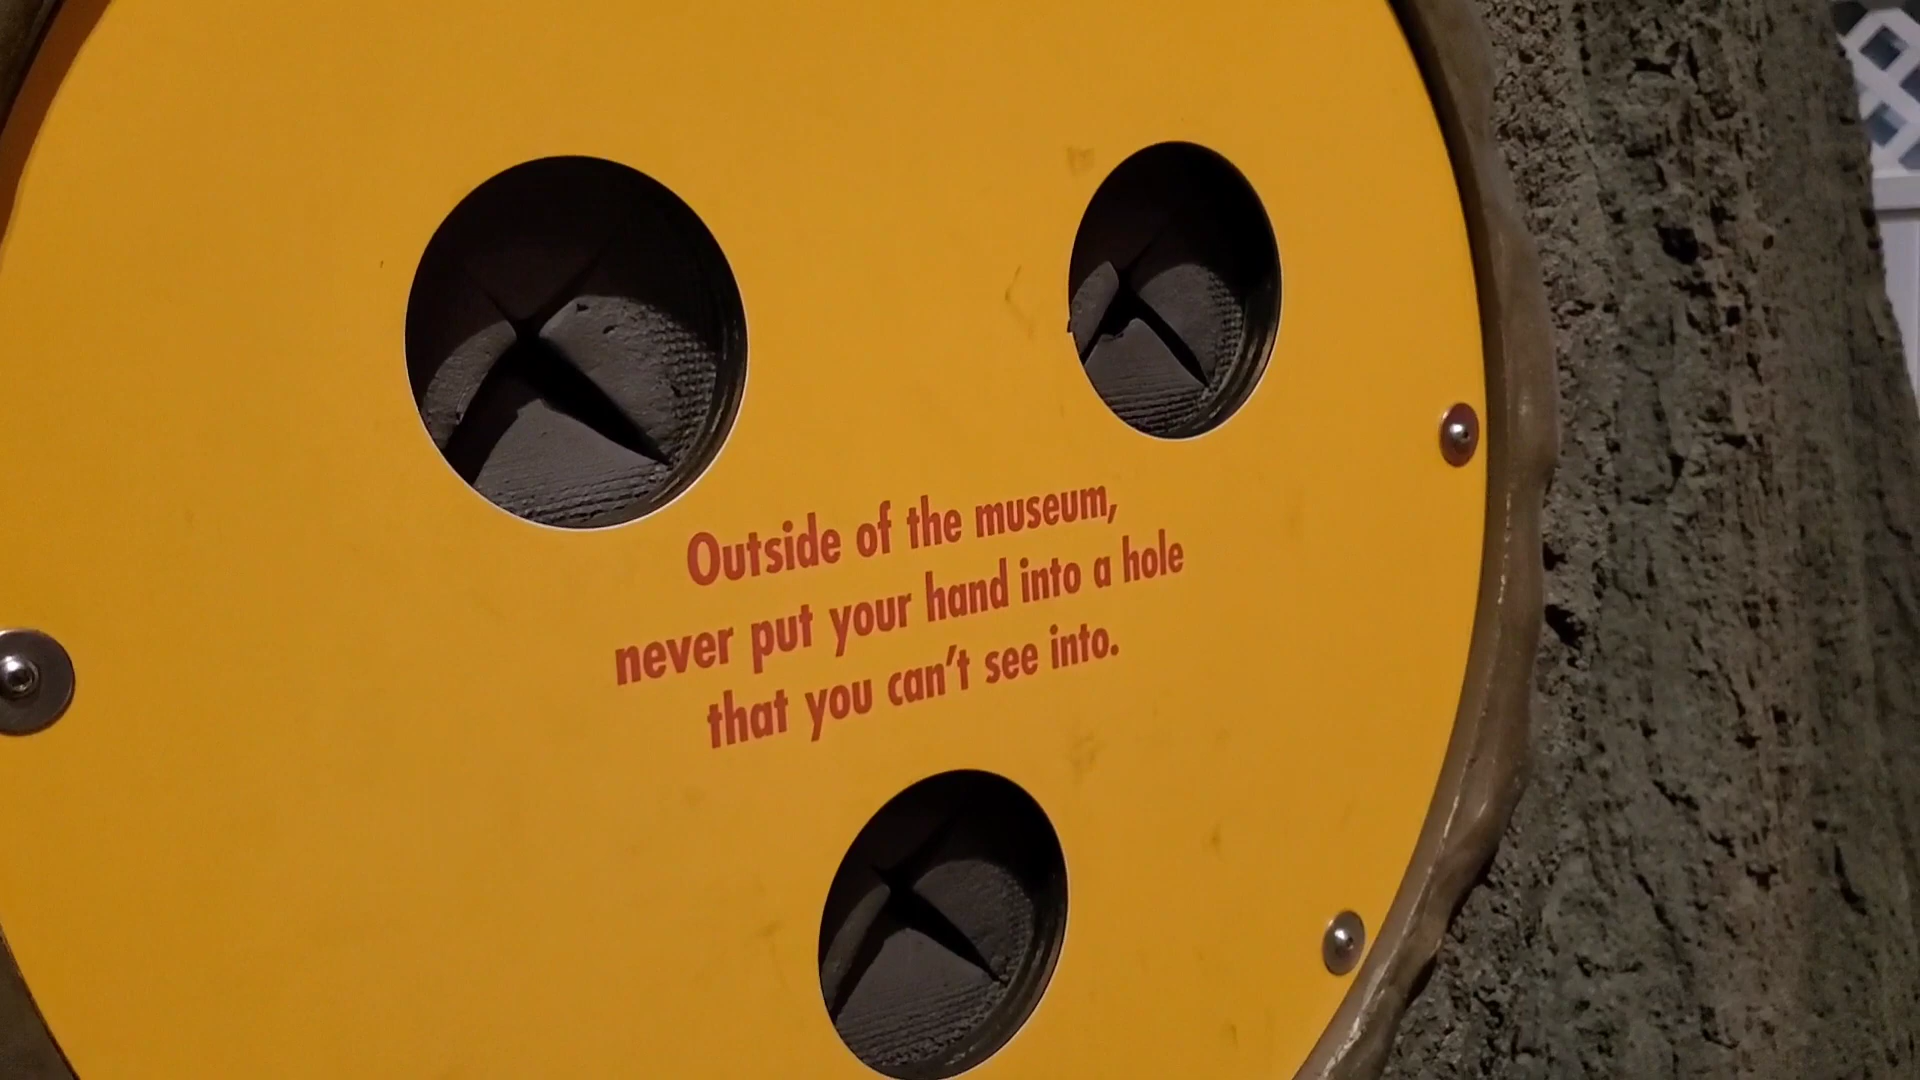 Outside of the museum,
never put your hand into a hole
that you can't see into.